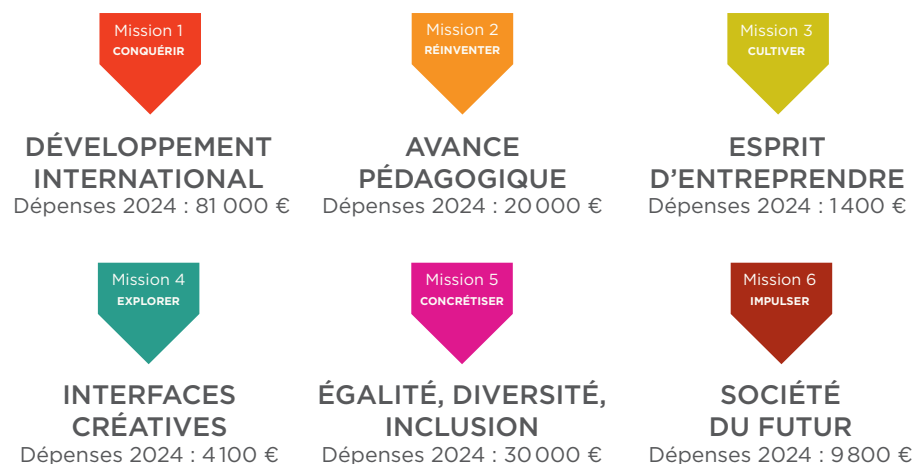 Mission 1
CONQUÉRIR
DÉVELOPPEMENT
INTERNATIONAL
Dépenses 2024 : 81 000 €
Mission 2
RÉINVENTER
AVANCE
PÉDAGOGIQUE
Dépenses 2024 : 20 000 €
Mission 3
CULTIVER
ESPRIT
D’ENTREPRENDRE
Dépenses 2024 : 1 400 €
Mission 4
EXPLORER
INTERFACES
CRÉATIVES
Dépenses 2024 : 4 100 €
Mission 5
CONCRÉTISER
ÉGALITÉ, DIVERSITÉ,
INCLUSION
Dépenses 2024 : 30 000 €
Mission 6
IMPULSER
SOCIÉTÉ
DU FUTUR
Dépenses 2024 : 9 800 €